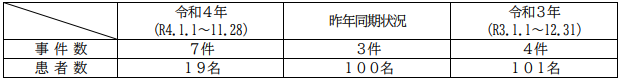 令和４年 昨年同期状況 令和３年
(R4.1.1～11.28) (R3.1.1～12.31)
事件数 ７件 ３件 ４件
患者数 １９名 １００名 １０１名